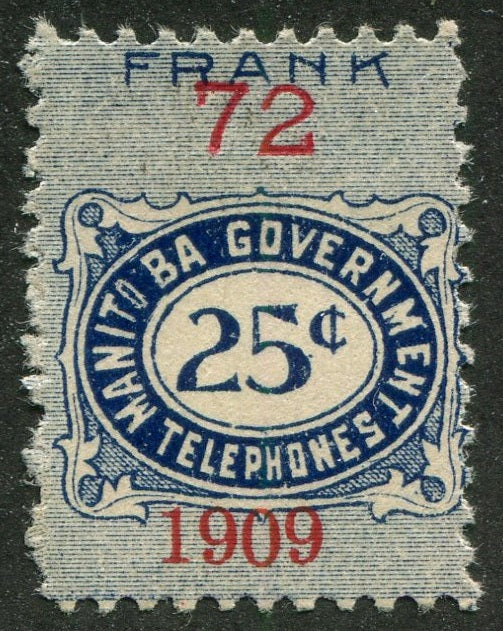 FRANK
72
MANITOBA GOVERNMENT
25¢
TELEPHONES
1909